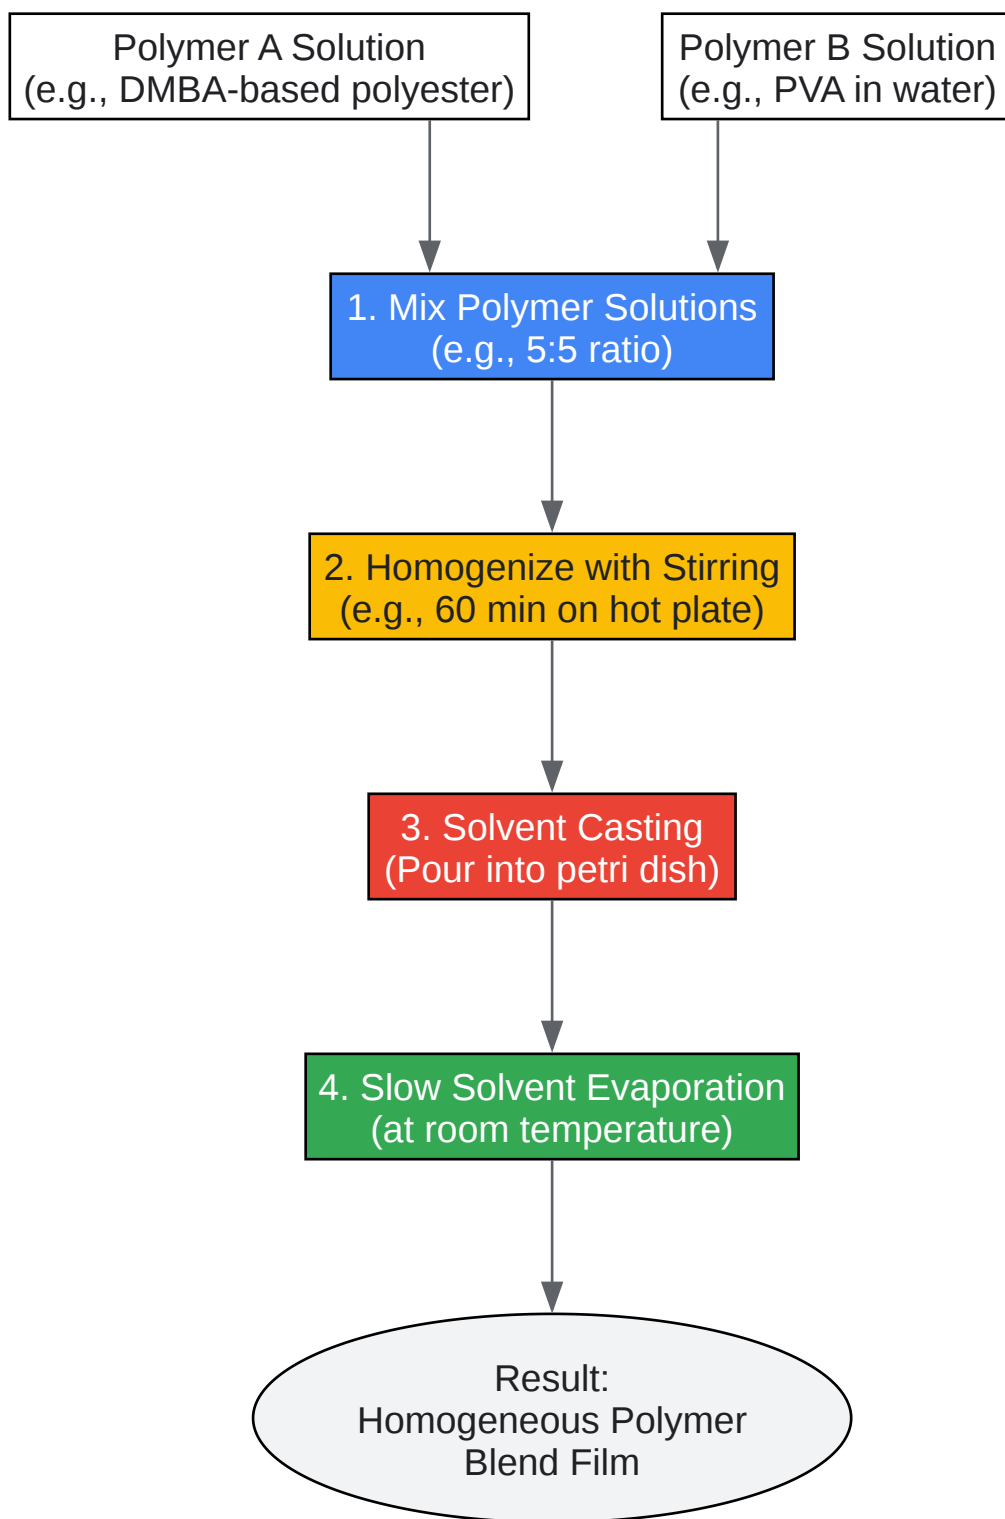 Polymer A Solution
(e.g., DMBA-based polyester)
Polymer B Solution
(e.g., PVA in water)
1. Mix Polymer Solutions
(e.g., 5:5 ratio)
2. Homogenize with Stirring
(e.g., 60 min on hot plate)
3. Solvent Casting
(Pour into petri dish)
4. Slow Solvent Evaporation
(at room temperature)
Result:
Homogeneous Polymer
Blend Film